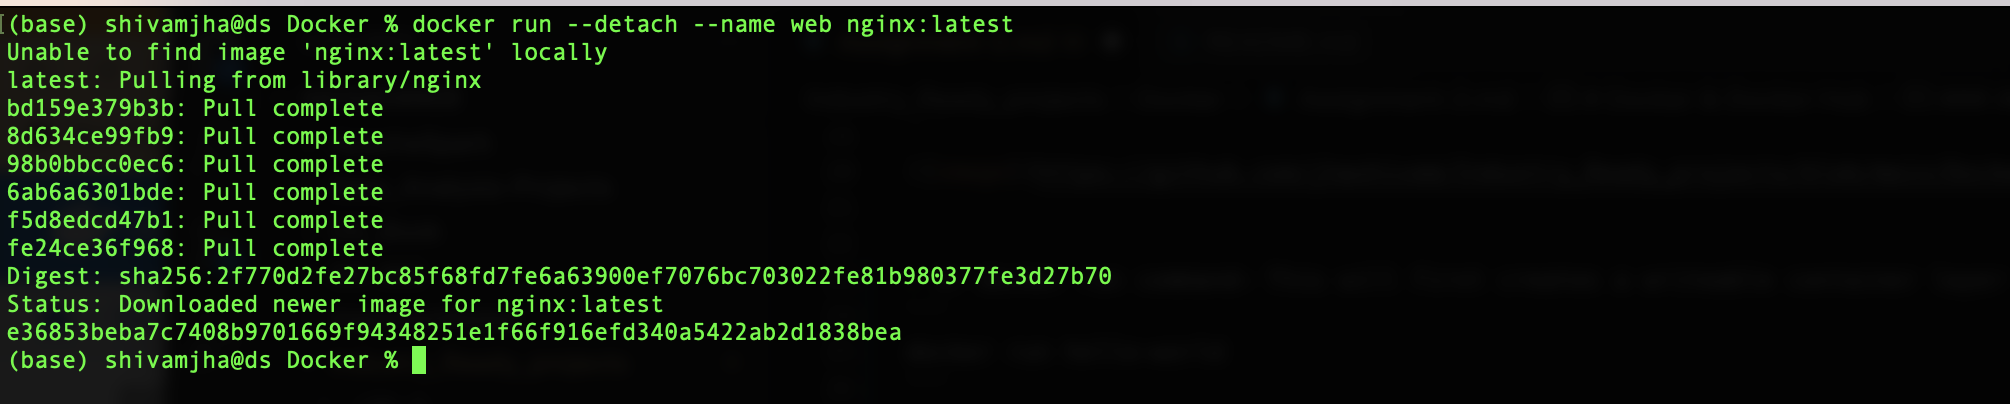 (base) shivamjha@ds Docker % docker run --detach --name web nginx:latest
Unable to find image 'nginx:latest' locally
latest: Pulling from library/nginx
bd159e379b3b: Pull complete
8d634ce99fb9: Pull complete
98b0bbcc0ec6: Pull complete
6ab6a6301bde: Pull complete
f5d8edcd47b1: Pull complete
fe24ce36f968: Pull complete
Digest: sha256:2f770d2fe27bc85f68fd7fe6a63900ef7076bc703022fe81b980377fe3d27b70
Status: Downloaded newer image for nginx:latest
e36853beba7c7408b9701669f94348251e1f66f916efd340a5422ab2d1838bea
(base) shivamjha@ds Docker %